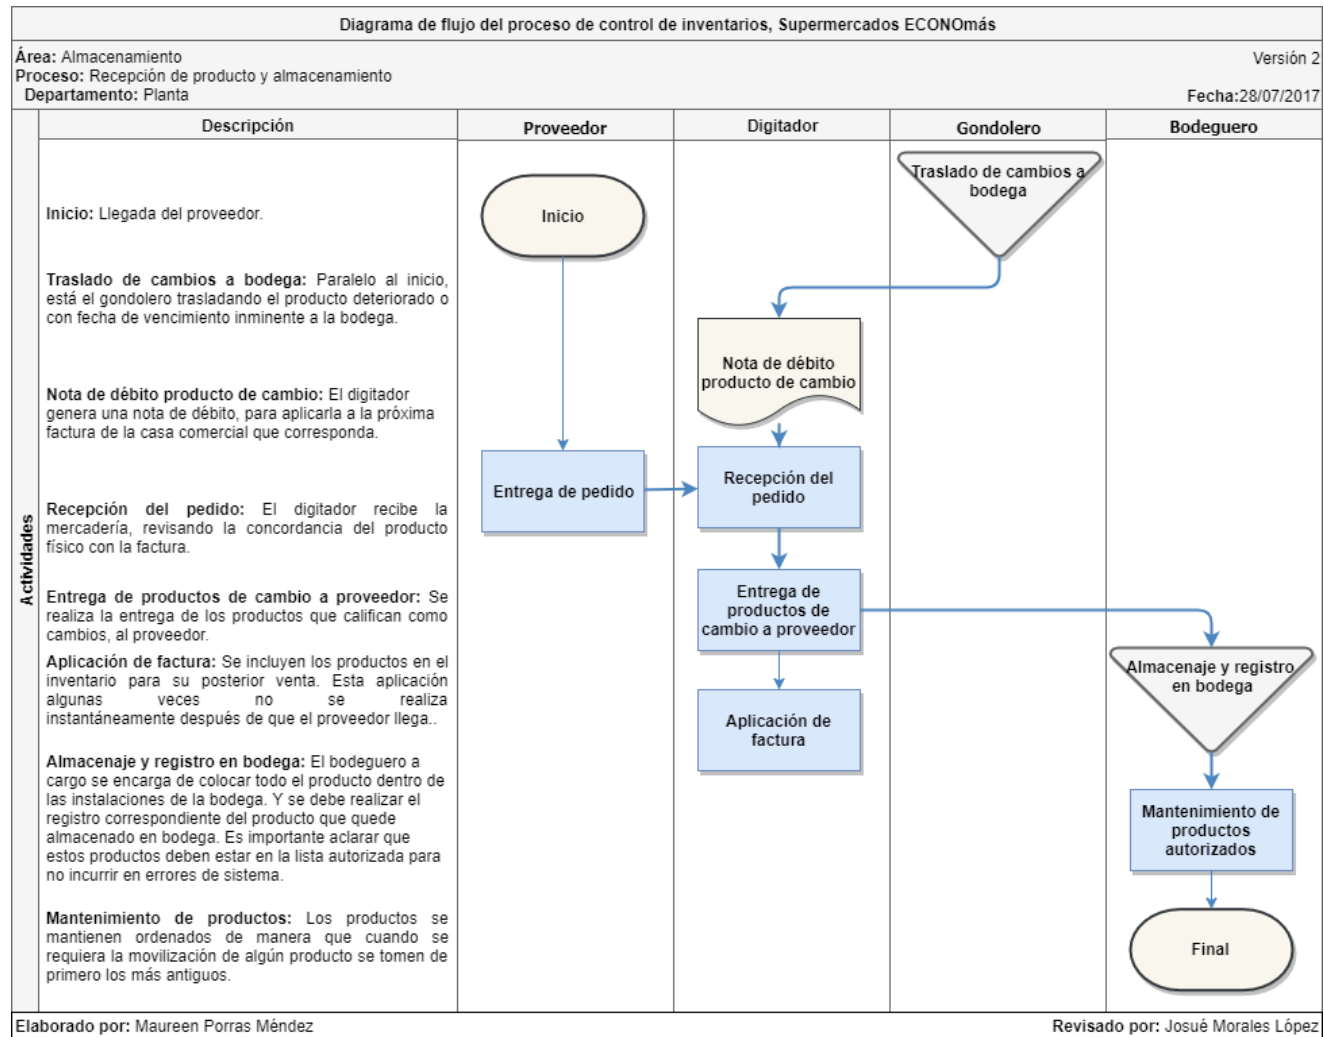 Diagrama de flujo del proceso de control de inventarios, Supermercados ECONOmás
Área: Almacenamiento
Versión 2
Proceso: Recepción de producto y almacenamiento
Departamento: Planta
Fecha:28/07/2017
Actividades
Descripción
Proveedor
Digitador
Gondolero
Bodeguero
Inicio: Llegada del proveedor.
Traslado de cambios a bodega: Paralelo al inicio,
está el gondolero trasladando el producto deteriorado o
con fecha de vencimiento inminente a la bodega.
Nota de débito producto de cambio: El digitador
genera una nota de débito, para aplicarla a la próxima
factura de la casa comercial que corresponda.
Recepción del pedido: El digitador recibe la
mercadería, revisando la concordancia del producto
físico con la factura.
Entrega de productos de cambio a proveedor: Se
realiza la entrega de los productos que califican como
cambios, al proveedor.
Aplicación de factura: Se incluyen los productos en el
inventario para su posterior venta. Esta aplicación
algunas veces no se realiza
instantáneamente después de que el proveedor llega..
Almacenaje y registro en bodega: El bodeguero a
cargo se encarga de colocar todo el producto dentro de
las instalaciones de la bodega. Y se debe realizar el
registro correspondiente del producto que quede
almacenado en bodega. Es importante aclarar que
estos productos deben estar en la lista autorizada para
no incurrir en errores de sistema.
Mantenimiento de productos: Los productos se
mantienen ordenados de manera que cuando se
requiera la movilización de algún producto se tomen de
primero los más antiguos.
Inicio
Entrega de pedido
Nota de débito
producto de cambio
Recepción del
pedido
Entrega de
productos de
cambio a proveedor
Aplicación de
factura
Traslado de cambios a
bodega
Almacenaje y registro
en bodega
Mantenimiento de
productos
autorizados
Final
Elaborado por: Maureen Porras Méndez
Revisado por: Josué Morales López